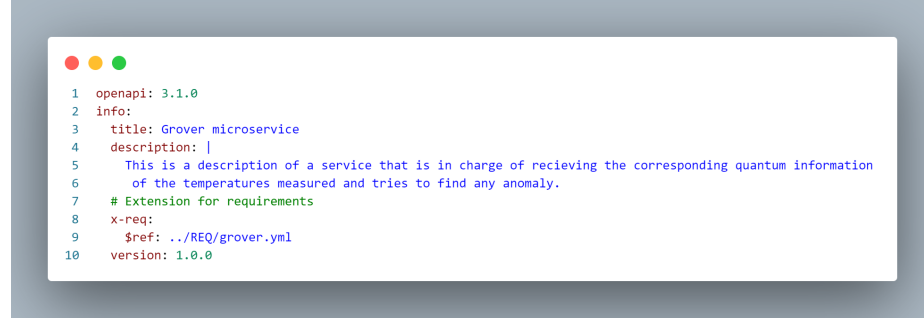 1 openapi: 3.1.0
2 info:
3   title: Grover microservice
4   description: |
5     This is a description of a service that is in charge of recieving the corresponding quantum information
6      of the temperatures measured and tries to find any anomaly.
7   # Extension for requirements
8   x-req:
9     $ref: ../REQ/grover.yml
10   version: 1.0.0